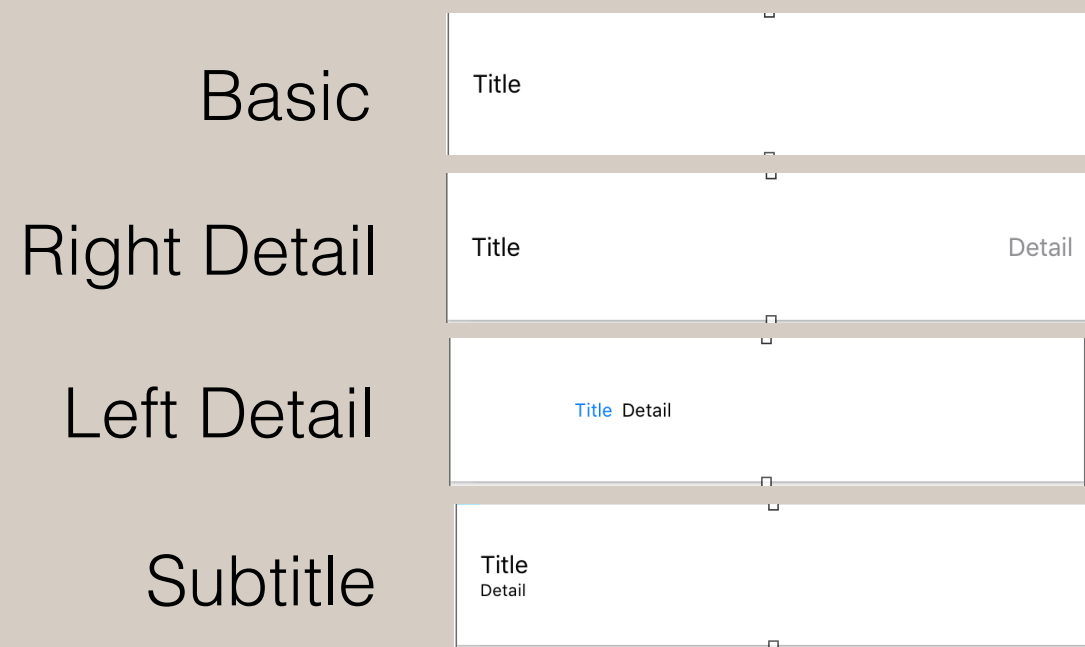 Basic
Title
Right Detail
Title Detail
Left Detail
Title Detail
Subtitle
Title
Detail